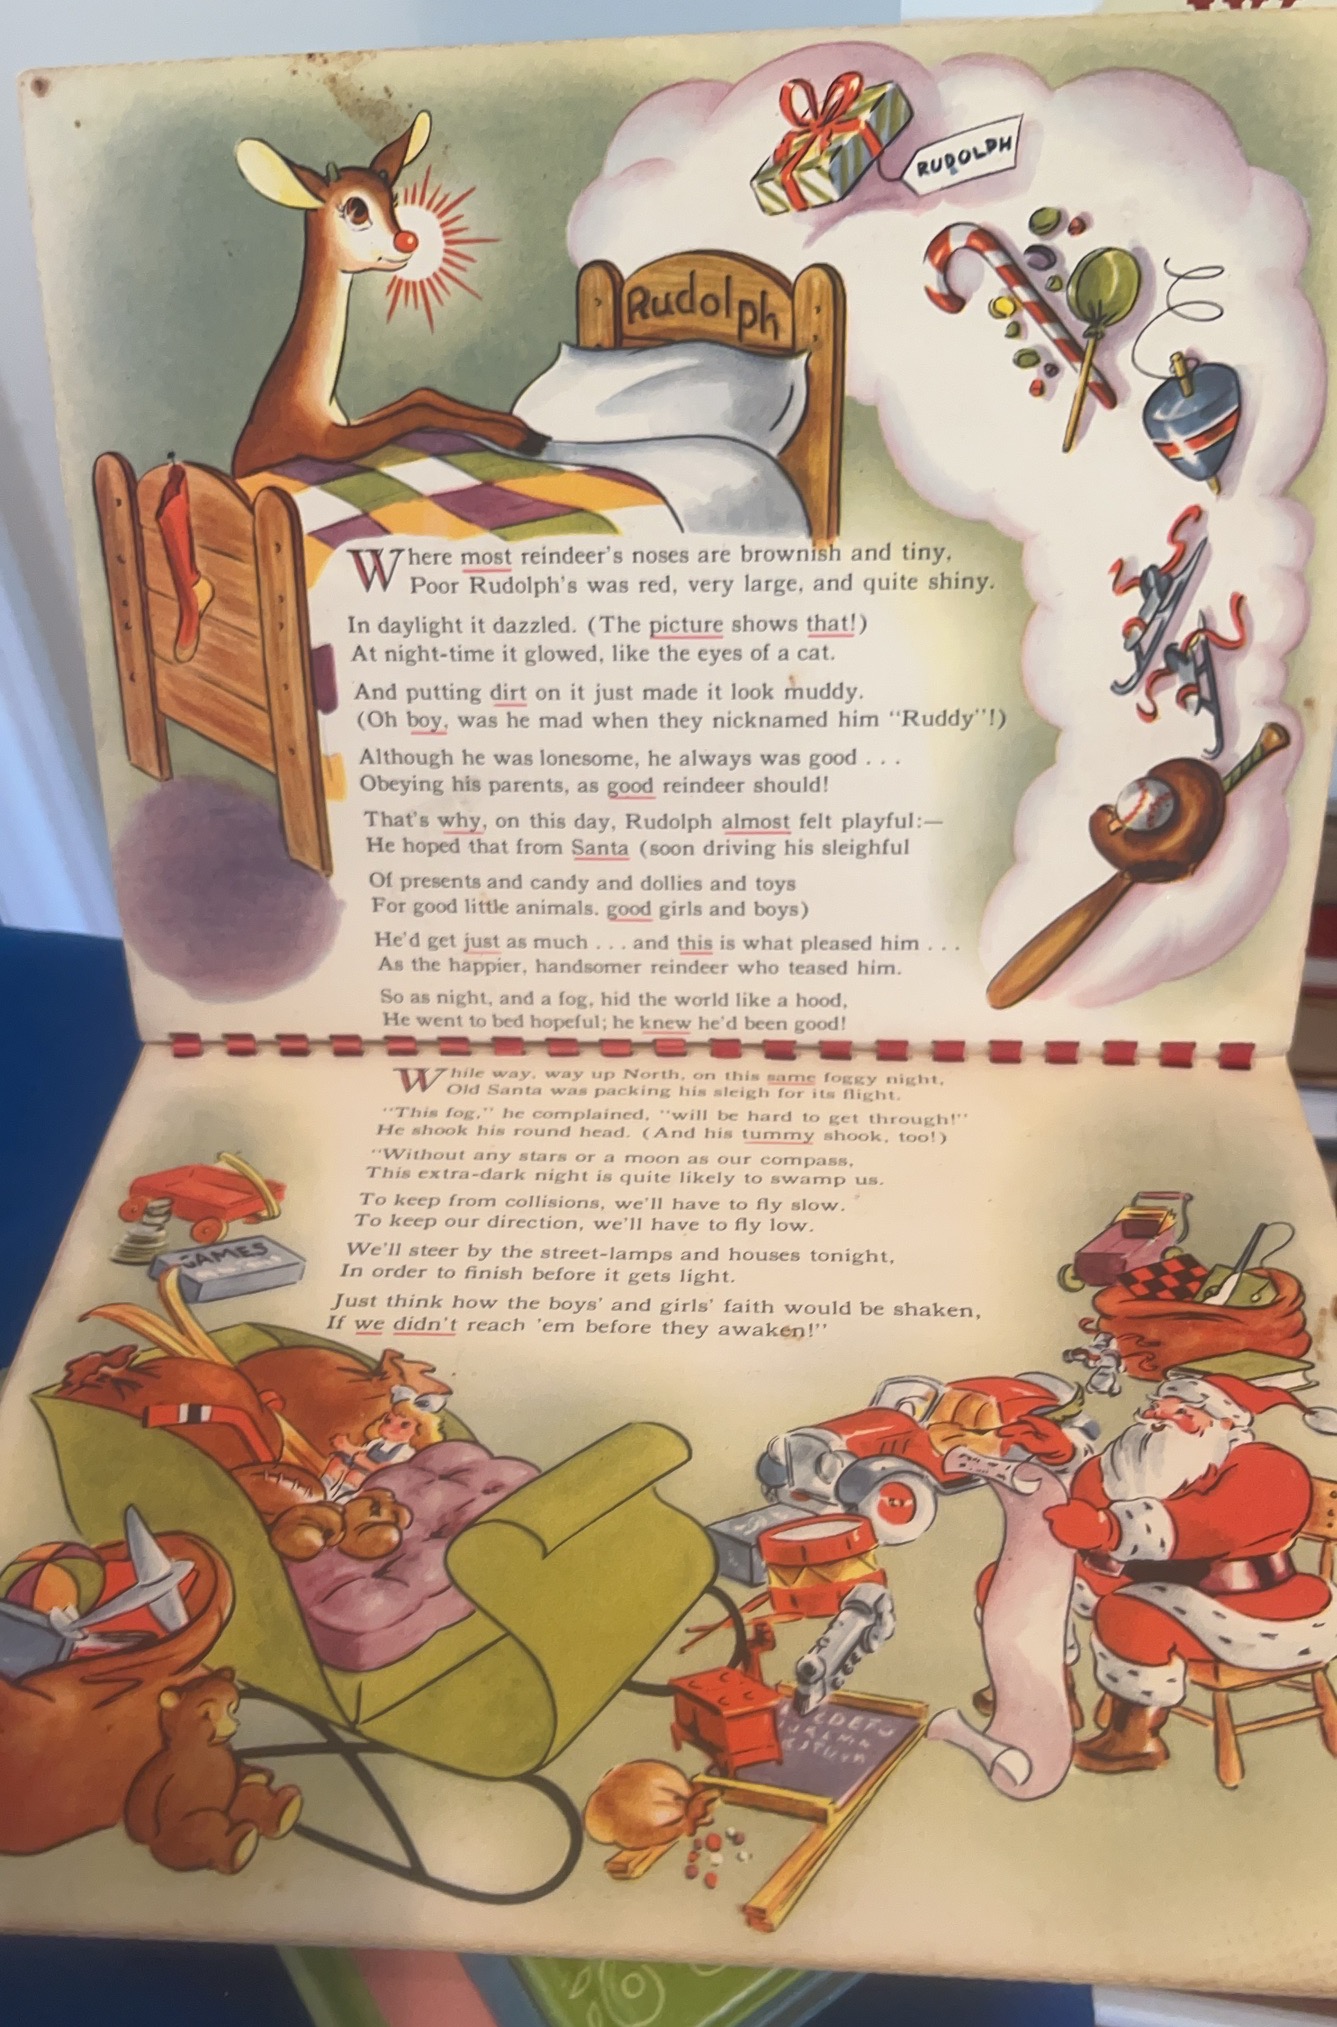 RUDOLPH
Rudolph
Where most reindeer's noses are brownish and tiny,
Poor Rudolph's was red, very large, and quite shiny.
In daylight it dazzled. (The picture shows that!)
At night-time it glowed, like the eyes of a cat.
And putting dirt on it just made it look muddy.
(Oh boy, was he mad when they nicknamed him "Ruddy"!)
Although he was lonesome, he always was good . . .
Obeying his parents, as good reindeer should!
That's why, on this day, Rudolph almost felt playful:—
He hoped that from Santa (soon driving his sleighful
Of presents and candy and dollies and toys
For good little animals, good girls and boys)
He'd get just as much . . . and this is what pleased him . . .
As the happier, handsomer reindeer who teased him.
So as night, and a fog, hid the world like a hood,
He went to bed hopeful; he knew he'd been good!
While way, way up North, on this same foggy night,
Old Santa was packing his sleigh for its flight.
"This fog," he complained, "will be hard to get through!"
He shook his round head. (And his tummy shook, too!)
"Without any stars or a moon as our compass,
This extra-dark night is quite likely to swamp us.
To keep from collisions, we'll have to fly slow.
To keep our direction, we'll have to fly low.
We'll steer by the street-lamps and houses tonight,
In order to finish before it gets light.
Just think how the boys' and girls' faith would be shaken,
If we didn't reach 'em before they awaken!"
GAMES